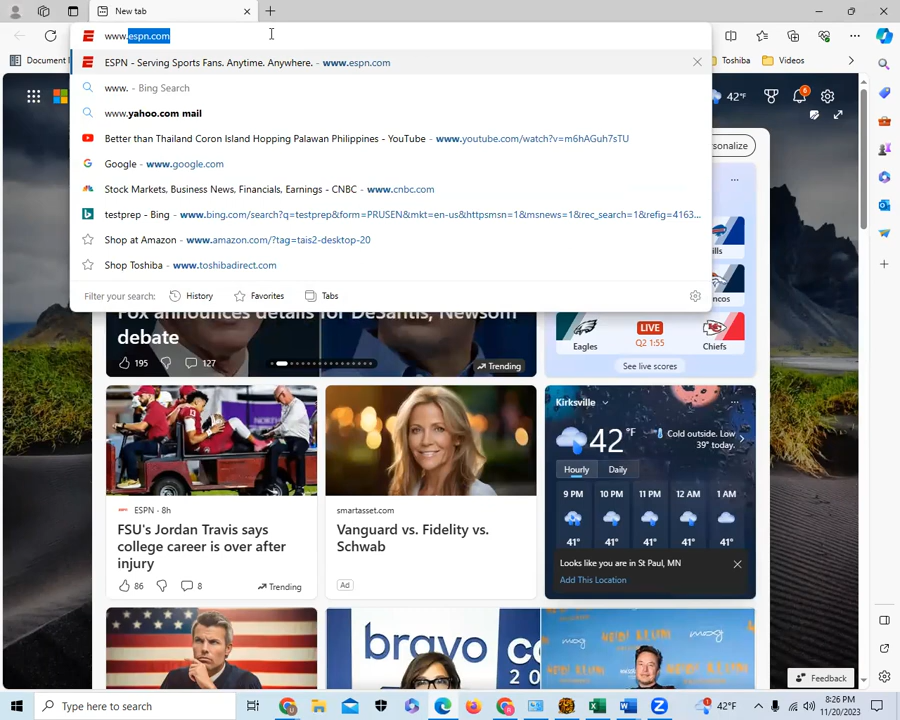 New tab
www.espn.com
ESPN - Serving Sports Fans. Anytime. Anywhere. - www.espn.com
www. - Bing Search
www.yahoo.com mail
Better than Thailand Coron Island Hopping Palawan Philippines - YouTube - www.youtube.com/watch?v=m6hAGuh7sTU
Google - www.google.com
Stock Markets, Business News, Financials, Earnings - CNBC - www.cnbc.com
testprep - Bing - www.bing.com/search?q=testprep&form=PRUSEN&mkt=en-us&httpsmsn=1&msnews=1&rec_search=1&refig=4163...
Shop at Amazon - www.amazon.com/?tag=tais2-desktop-20
Shop Toshiba - www.toshibadirect.com
Filter your search:
History
Favorites
Tabs
Document
Toshiba
Videos
42°F
6
sonalize
ills
ncos
Eagles
LIVE
Q2 1:55
Chiefs
See live scores
Fox announces details for DeSantis, Newsom
debate
195
127
Trending
ESPN · 8h
FSU's Jordan Travis says
college career is over after
injury
86
8
Trending
smartasset.com
Vanguard vs. Fidelity vs.
Schwab
Ad
Kirksville
42°F
Cold outside. Low
39° today.
Hourly
Daily
9 PM 10 PM 11 PM 12 AM 1 AM
41° 41° 41° 41° 41°
Looks like you are in St Paul, MN
Add This Location
bravo
CO
20
HEIDI KLUM
mog
Feedback
Type here to search
42°F
8:26 PM
11/20/2023